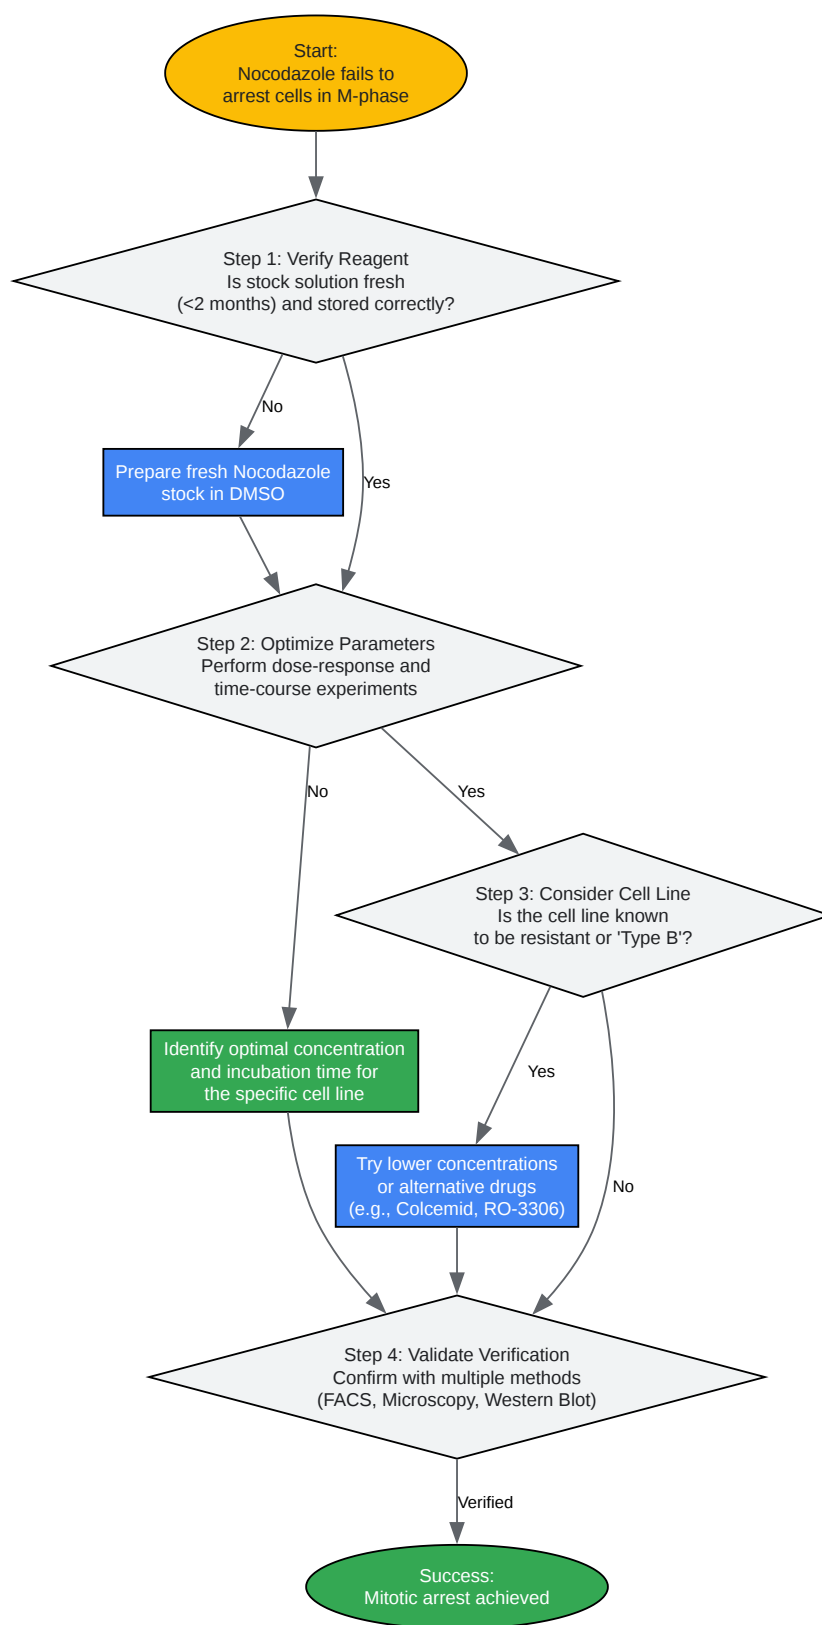 Start:
Nocodazole fails to
arrest cells in M-phase
Step 1: Verify Reagent
Is stock solution fresh
(<2 months) and stored correctly?
No
Yes
Prepare fresh Nocodazole
stock in DMSO
Step 2: Optimize Parameters
Perform dose-response and
time-course experiments
No
Yes
Step 3: Consider Cell Line
Is the cell line known
to be resistant or 'Type B'?
Identify optimal concentration
and incubation time for
the specific cell line
Yes
No
Try lower concentrations
or alternative drugs
(e.g., Colcemid, RO-3306)
Step 4: Validate Verification
Confirm with multiple methods
(FACS, Microscopy, Western Blot)
Verified
Success:
Mitotic arrest achieved